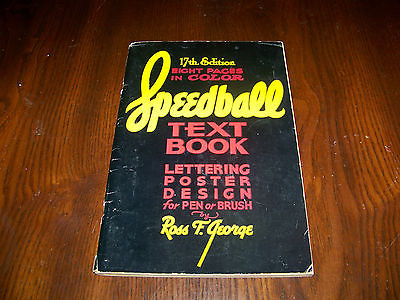 17th Edition
EIGHT PAGES
IN COLOR
Speedball
TEXT
BOOK
LETTERING
POSTER
DESIGN
for PEN or BRUSH
by
Ross F. George